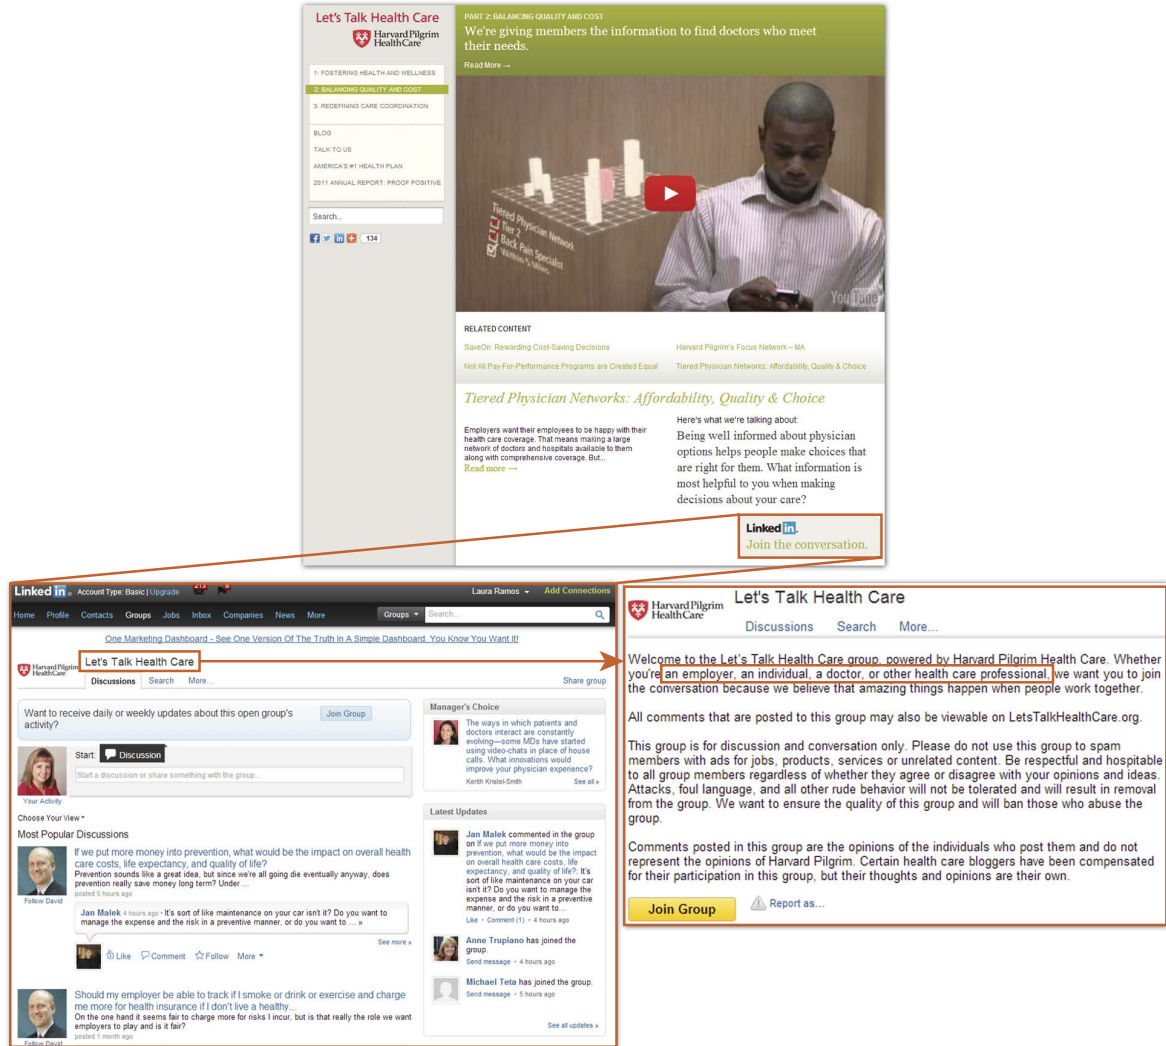 Let's Talk Health Care
Harvard Pilgrim
HealthCare
1: FOSTERING HEALTH AND WELLNESS
2: BALANCING QUALITY AND COST
3: REDEFINING CARE COORDINATION
BLOG
TALK TO US
AMERICA'S #1 HEALTH PLAN
2011 ANNUAL REPORT: PROOF POSITIVE
Search...
134
PART 2: BALANCING QUALITY AND COST
We're giving members the information to find doctors who meet
their needs.
Read More →
Tiered Physician Network
Tier 2
Back Pain Specialist
Within 5 Miles
YouTube
RELATED CONTENT
SaveOn: Rewarding Cost-Saving Decisions
Harvard Pilgrim's Focus Network – MA
Not All Pay-For-Performance Programs are Created Equal
Tiered Physician Networks: Affordability, Quality & Choice
Tiered Physician Networks: Affordability, Quality & Choice
Employers want their employees to be happy with their
health care coverage. That means making a large
network of doctors and hospitals available to them
along with comprehensive coverage. But...
Read more →
Here's what we're talking about:
Being well informed about physician
options helps people make choices that
are right for them. What information is
most helpful to you when making
decisions about your care?
Linked in.
Join the conversation.
Linked in. Account Type: Basic | Upgrade
213
Laura Ramos
Add Connections
Home Profile Contacts Groups Jobs Inbox Companies News More
Groups Search...
One Marketing Dashboard - See One Version Of The Truth In A Simple Dashboard. You Know You Want It!
Harvard Pilgrim
HealthCare
Let's Talk Health Care
Discussions Search More...
Share group
Want to receive daily or weekly updates about this open group's
activity?
Join Group
Start: Discussion
Start a discussion or share something with the group...
Your Activity
Choose Your View
Most Popular Discussions
If we put more money into prevention, what would be the impact on overall health
care costs, life expectancy, and quality of life?
Prevention sounds like a great idea, but since we're all going die eventually anyway, does
prevention really save money long term? Under ...
posted 5 hours ago
Follow David
Jan Malek 4 hours ago • It's sort of like maintenance on your car isn't it? Do you want to
manage the expense and the risk in a preventive manner, or do you want to ... »
See more »
Like Comment Follow More
Should my employer be able to track if I smoke or drink or exercise and charge
me more for health insurance if I don't live a healthy...
On the one hand it seems fair to charge more for risks I incur, but is that really the role we want
employers to play and is it fair?
posted 1 month ago
Follow David
Manager's Choice
The ways in which patients and
doctors interact are constantly
evolving—some MDs have started
using video-chats in place of house
calls. What innovations would
improve your physician experience?
Kerith Kristel-Smith
See all »
Latest Updates
Jan Malek commented in the group
on If we put more money into
prevention, what would be the impact
on overall health care costs, life
expectancy, and quality of life?: It's
sort of like maintenance on your car
isn't it? Do you want to manage the
expense and the risk in a preventive
manner, or do you want to...
Like • Comment (1) • 4 hours ago
Anne Trupiano has joined the
group.
Send message • 4 hours ago
Michael Teta has joined the group.
Send message • 5 hours ago
See all updates »
Harvard Pilgrim
HealthCare
Let's Talk Health Care
Discussions Search More...
Welcome to the Let's Talk Health Care group, powered by Harvard Pilgrim Health Care. Whether
you're an employer, an individual, a doctor, or other health care professional, we want you to join
the conversation because we believe that amazing things happen when people work together.
All comments that are posted to this group may also be viewable on LetsTalkHealthCare.org.
This group is for discussion and conversation only. Please do not use this group to spam
members with ads for jobs, products, services or unrelated content. Be respectful and hospitable
to all group members regardless of whether they agree or disagree with your opinions and ideas.
Attacks, foul language, and all other rude behavior will not be tolerated and will result in removal
from the group. We want to ensure the quality of this group and will ban those who abuse the
group.
Comments posted in this group are the opinions of the individuals who post them and do not
represent the opinions of Harvard Pilgrim. Certain health care bloggers have been compensated
for their participation in this group, but their thoughts and opinions are their own.
Join Group
Report as...